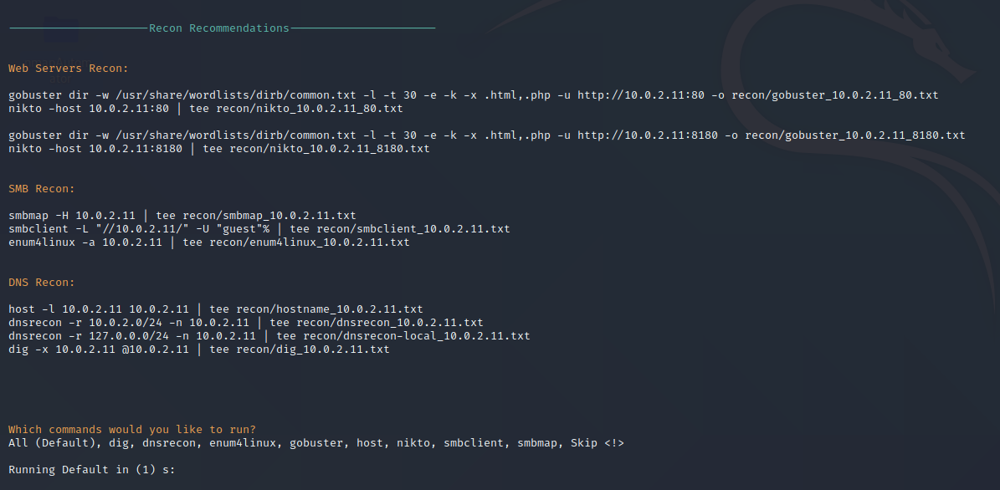 Recon Recommendations
Web Servers Recon:
gobuster dir -w /usr/share/wordlists/dirb/common.txt -l -t 30 -e -k -x .html,.php -u http://10.0.2.11:80 -o recon/gobuster_10.0.2.11_80.txt
nikto -host 10.0.2.11:80 | tee recon/nikto_10.0.2.11_80.txt
gobuster dir -w /usr/share/wordlists/dirb/common.txt -l -t 30 -e -k -x .html,.php -u http://10.0.2.11:8180 -o recon/gobuster_10.0.2.11_8180.txt
nikto -host 10.0.2.11:8180 | tee recon/nikto_10.0.2.11_8180.txt
SMB Recon:
smbmap -H 10.0.2.11 | tee recon/smbmap_10.0.2.11.txt
smbclient -L "//10.0.2.11/" -U "guest"% | tee recon/smbclient_10.0.2.11.txt
enum4linux -a 10.0.2.11 | tee recon/enum4linux_10.0.2.11.txt
DNS Recon:
host -l 10.0.2.11 10.0.2.11 | tee recon/hostname_10.0.2.11.txt
dnsrecon -r 10.0.2.0/24 -n 10.0.2.11 | tee recon/dnsrecon_10.0.2.11.txt
dnsrecon -r 127.0.0.0/24 -n 10.0.2.11 | tee recon/dnsrecon-local_10.0.2.11.txt
dig -x 10.0.2.11 @10.0.2.11 | tee recon/dig_10.0.2.11.txt
Which commands would you like to run?
All (Default), dig, dnsrecon, enum4linux, gobuster, host, nikto, smbclient, smbmap, Skip <!>
Running Default in (1) s: